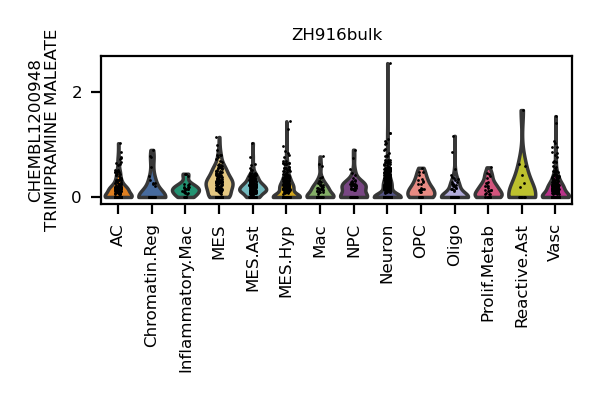 ZH916bulk
CHEMBL1200948
TRIMIPRAMINE MALEATE
2
0
AC
Chromatin.Reg
Inflammatory.Mac
MES
MES.Ast
MES.Hyp
Mac
NPC
Neuron
OPC
Oligo
Prolif.Metab
Reactive.Ast
Vasc